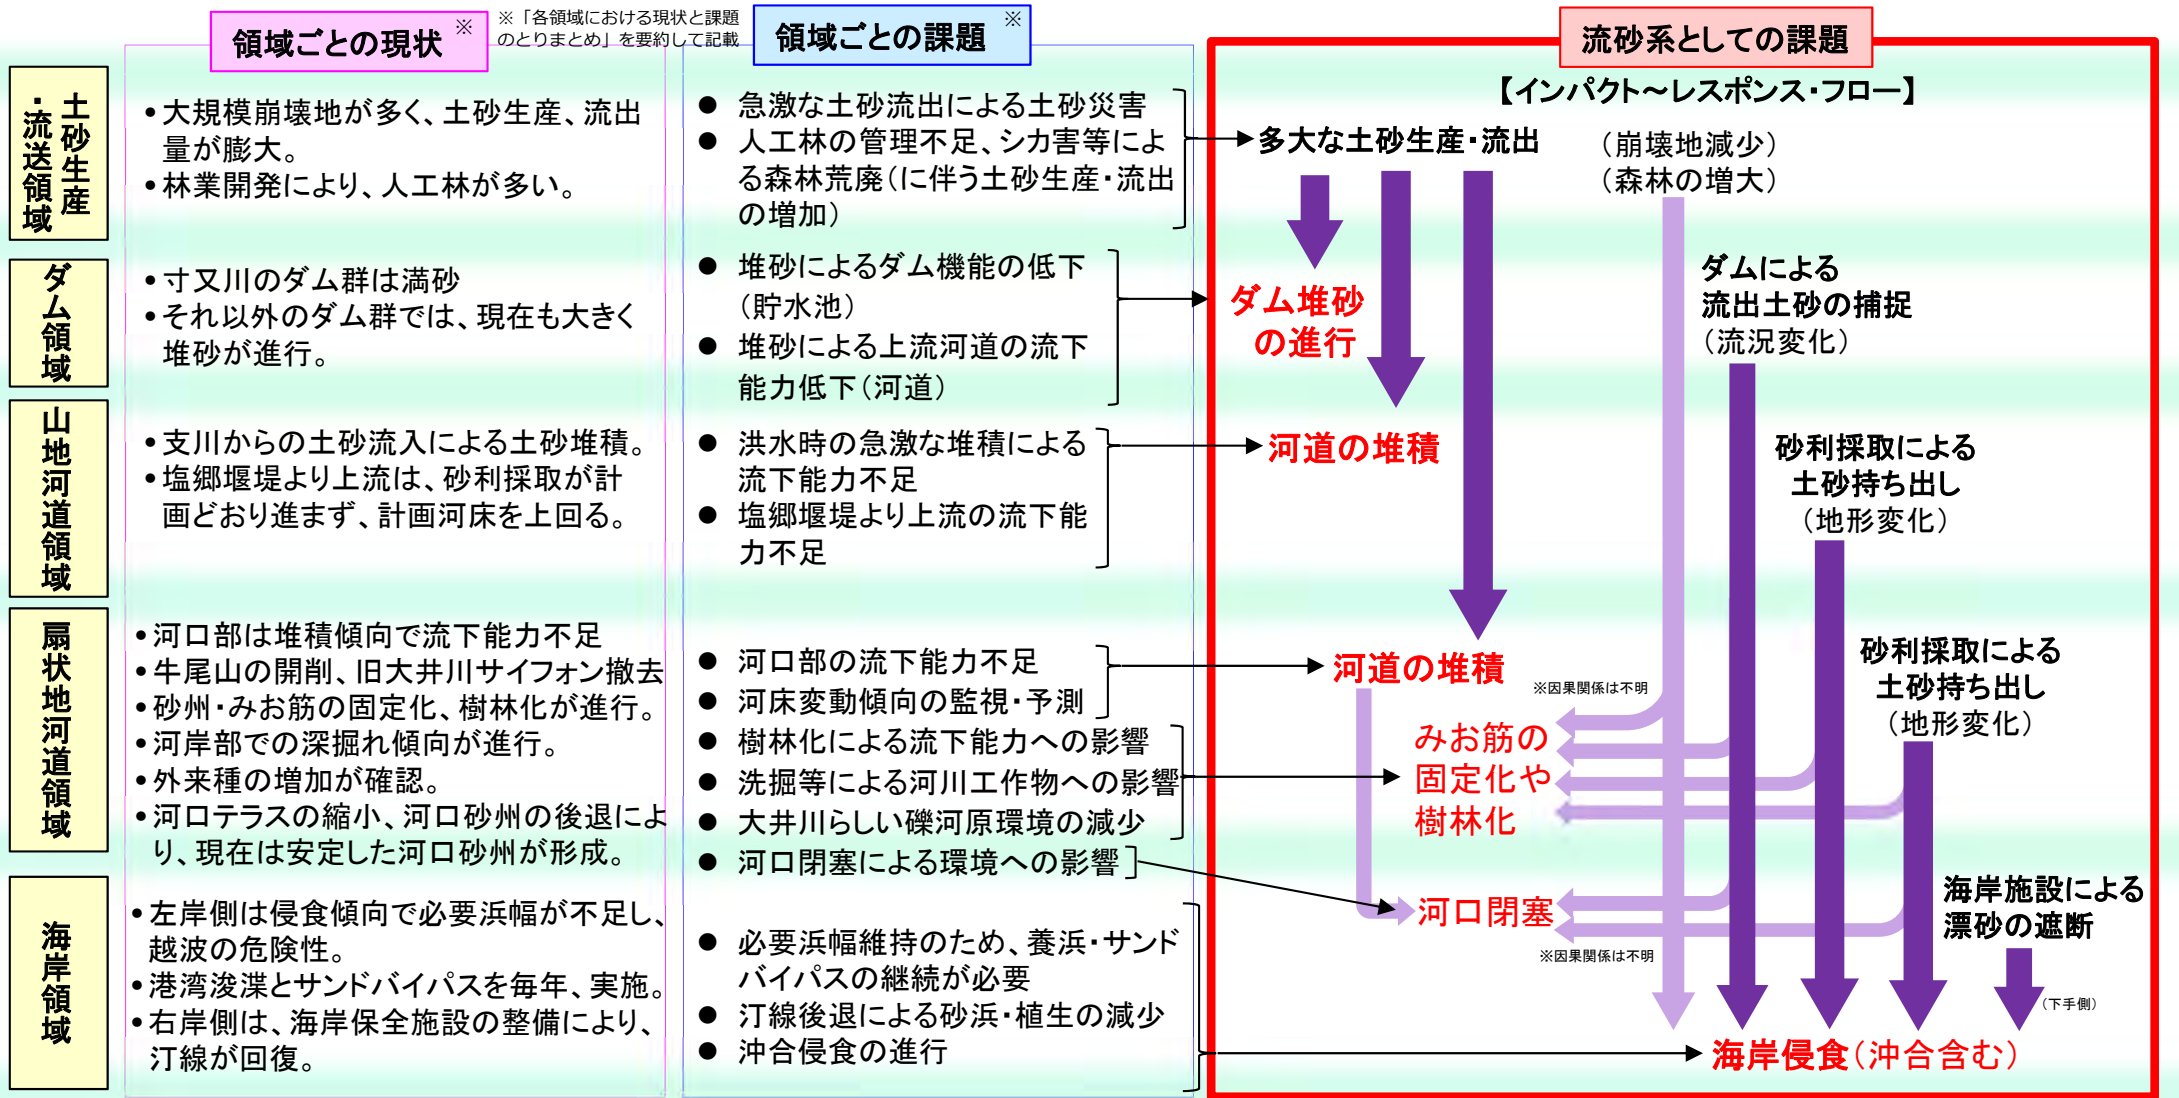 領域ごとの現状 ※
※「各領域における現状と課題
のとりまとめ」を要約して記載
領域ごとの課題 ※
流砂系としての課題
【インパクト～レスポンス・フロー】
土砂生産
・流送領域
•大規模崩壊地が多く、土砂生産、流出
量が膨大。
•林業開発により、人工林が多い。
● 急激な土砂流出による土砂災害
● 人工林の管理不足、シカ害等によ
る森林荒廃（に伴う土砂生産・流出
の増加）
多大な土砂生産・流出
（崩壊地減少）
（森林の増大）
ダム領域
•寸又川のダム群は満砂
•それ以外のダム群では、現在も大きく
堆砂が進行。
● 堆砂によるダム機能の低下
（貯水池）
● 堆砂による上流河道の流下
能力低下（河道）
ダム堆砂
の進行
ダムによる
流出土砂の捕捉
（流況変化）
山地河道領域
•支川からの土砂流入による土砂堆積。
•塩郷堰堤より上流は、砂利採取が計
画どおり進まず、計画河床を上回る。
● 洪水時の急激な堆積による
流下能力不足
● 塩郷堰堤より上流の流下能
力不足
河道の堆積
砂利採取による
土砂持ち出し
（地形変化）
扇状地河道領域
•河口部は堆積傾向で流下能力不足
•牛尾山の開削、旧大井川サイフォン撤去
•砂州・みお筋の固定化、樹林化が進行。
•河岸部での深掘れ傾向が進行。
•外来種の増加が確認。
•河口テラスの縮小、河口砂州の後退によ
り、現在は安定した河口砂州が形成。
● 河口部の流下能力不足
● 河床変動傾向の監視・予測
● 樹林化による流下能力への影響
● 洗掘等による河川工作物への影響
● 大井川らしい礫河原環境の減少
● 河口閉塞による環境への影響
河道の堆積
※因果関係は不明
みお筋の
固定化や
樹林化
砂利採取による
土砂持ち出し
（地形変化）
河口閉塞
※因果関係は不明
海岸領域
•左岸側は侵食傾向で必要浜幅が不足し、
越波の危険性。
•港湾浚渫とサンドバイパスを毎年、実施。
•右岸側は、海岸保全施設の整備により、
汀線が回復。
● 必要浜幅維持のため、養浜・サンド
バイパスの継続が必要
● 汀線後退による砂浜・植生の減少
● 沖合侵食の進行
海岸施設による
漂砂の遮断
（下手側）
海岸侵食（沖合含む）